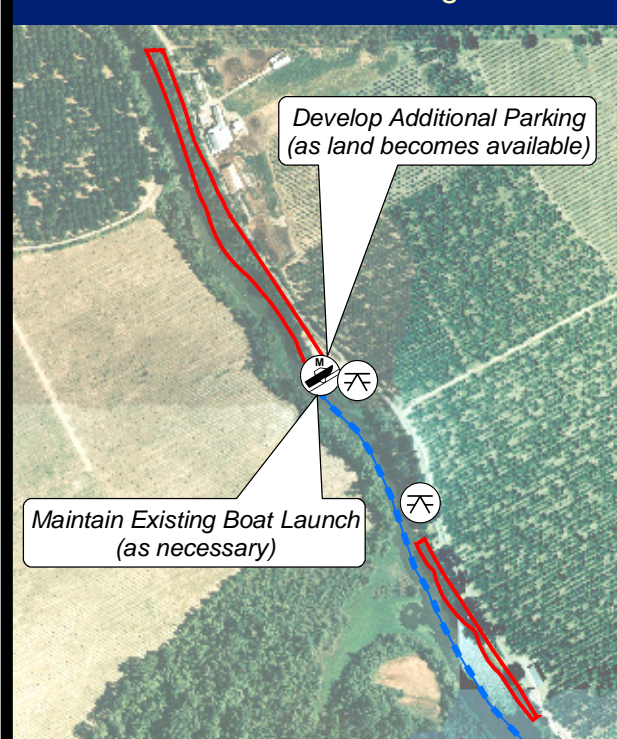 Develop Additional Parking
(as land becomes available)
M
Maintain Existing Boat Launch
(as necessary)